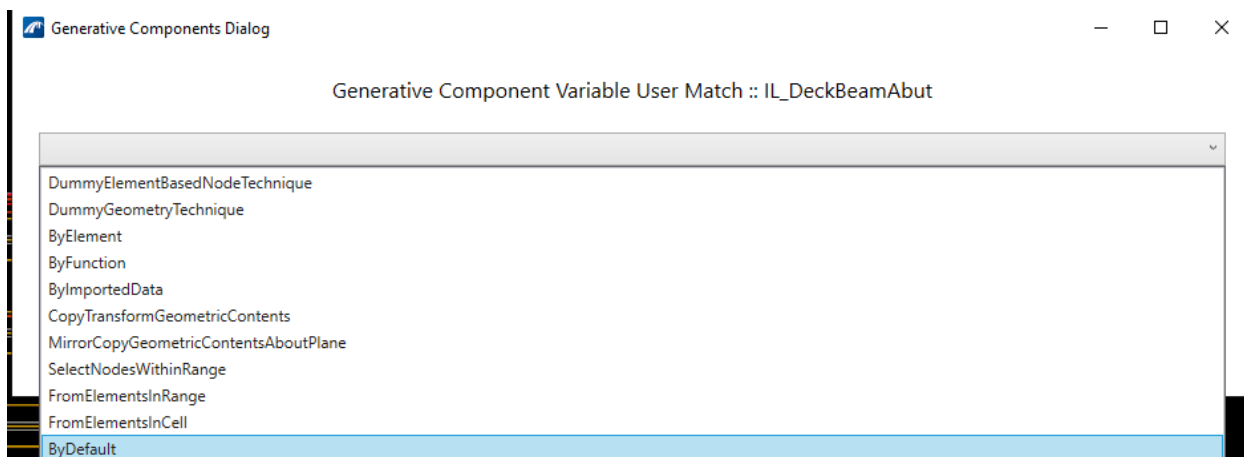 Generative Components Dialog
Generative Component Variable User Match :: IL_DeckBeamAbut
DummyElementBasedNodeTechnique
DummyGeometryTechnique
ByElement
ByFunction
ByImportedData
CopyTransformGeometricContents
MirrorCopyGeometricContentsAboutPlane
SelectNodesWithinRange
FromElementsInRange
FromElementsInCell
ByDefault